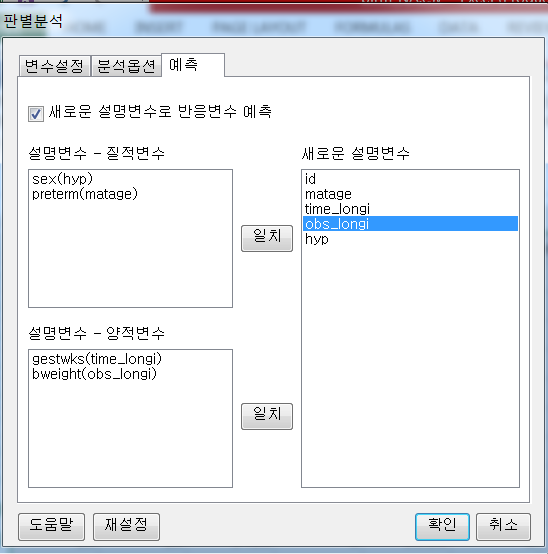 판별분석
HOME INSERT PAGE LAYOUT FORMULAS DATA
변수설정 분석옵션 예측
새로운 설명변수로 반응변수 예측
설명변수 - 질적변수
sex(hyp)
preterm(matage)
일치
설명변수 - 양적변수
gestwks(time_longi)
bweight(obs_longi)
일치
새로운 설명변수
id
matage
time_longi
obs_longi
hyp
도움말 재설정 확인 취소